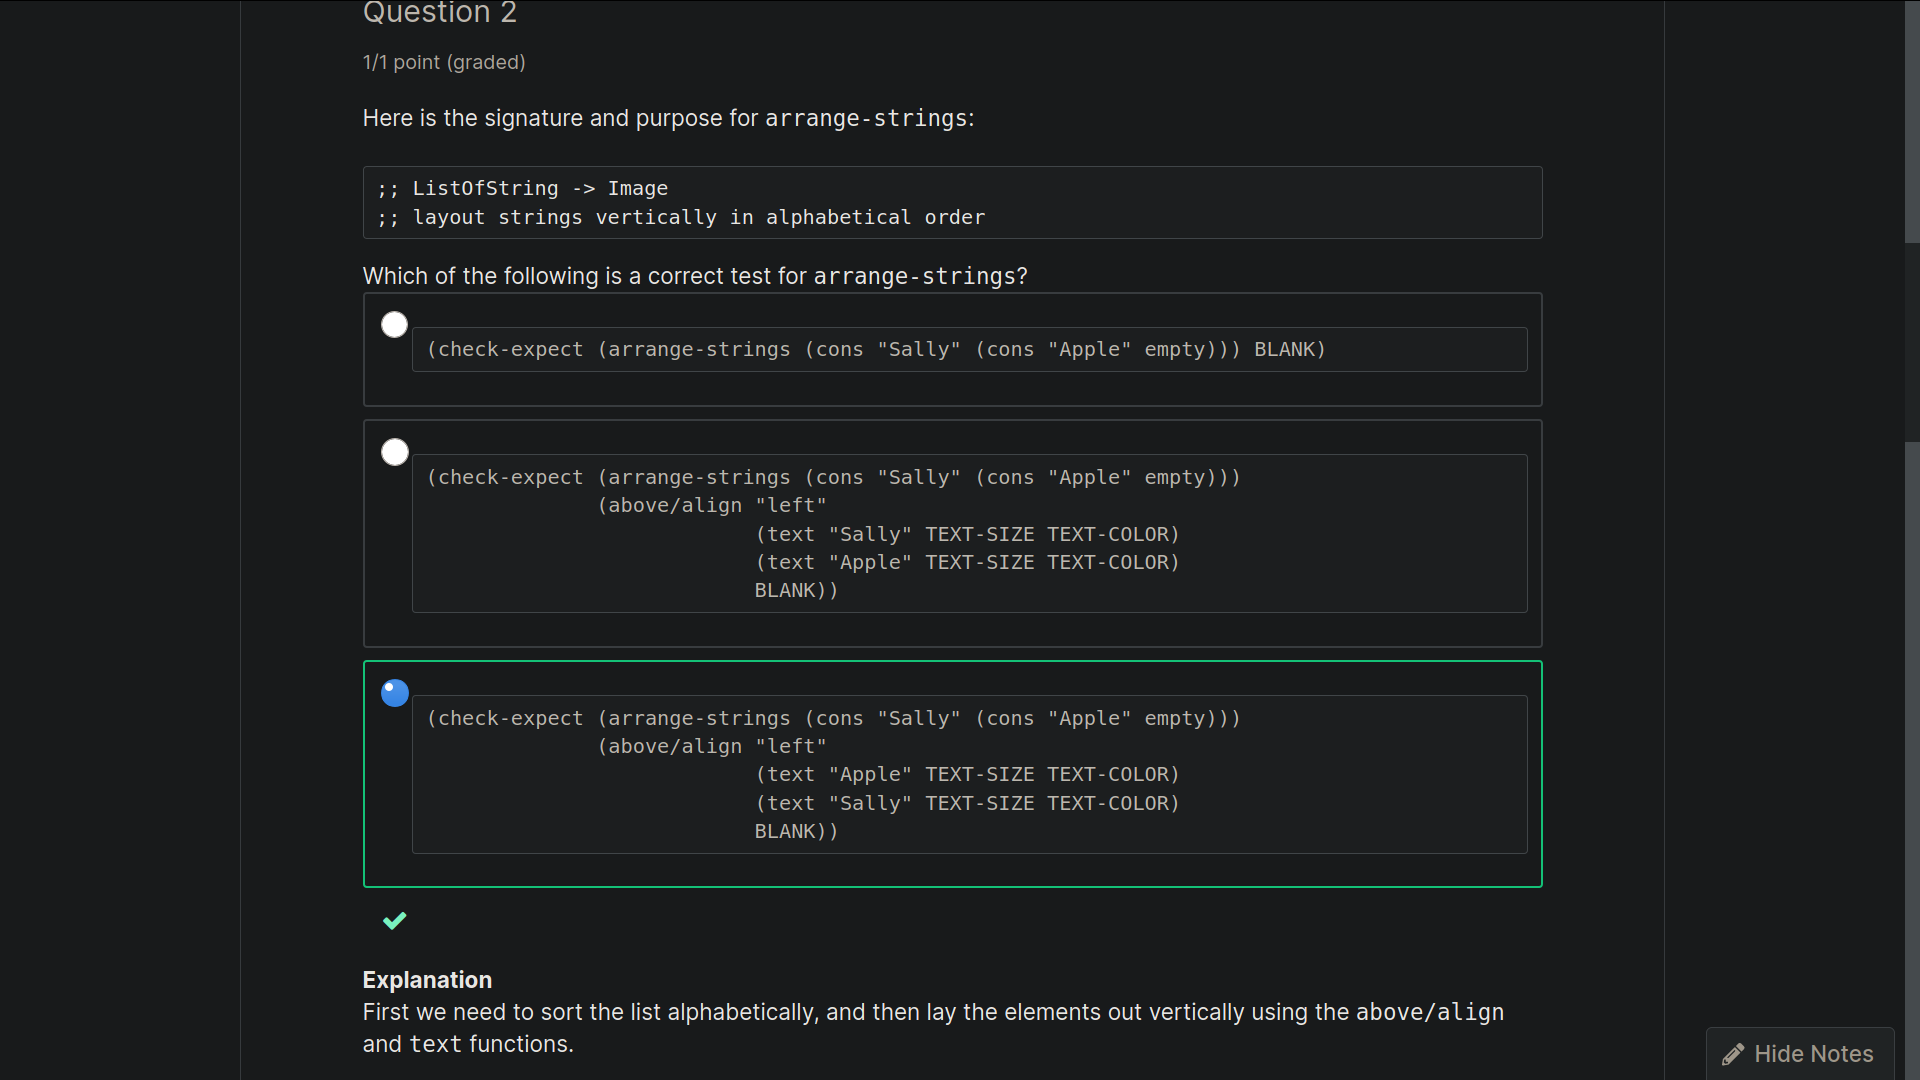 Question 2
1/1 point (graded)
Here is the signature and purpose for arrange-strings:
;; ListOfString -> Image
;; layout strings vertically in alphabetical order
Which of the following is a correct test for arrange-strings?
(check-expect (arrange-strings (cons "Sally" (cons "Apple" empty))) BLANK)
(check-expect (arrange-strings (cons "Sally" (cons "Apple" empty)))
(above/align "left"
(text "Sally" TEXT-SIZE TEXT-COLOR)
(text "Apple" TEXT-SIZE TEXT-COLOR)
BLANK))
(check-expect (arrange-strings (cons "Sally" (cons "Apple" empty)))
(above/align "left"
(text "Apple" TEXT-SIZE TEXT-COLOR)
(text "Sally" TEXT-SIZE TEXT-COLOR)
BLANK))
Explanation
First we need to sort the list alphabetically, and then lay the elements out vertically using the above/align
and text functions.
Hide Notes